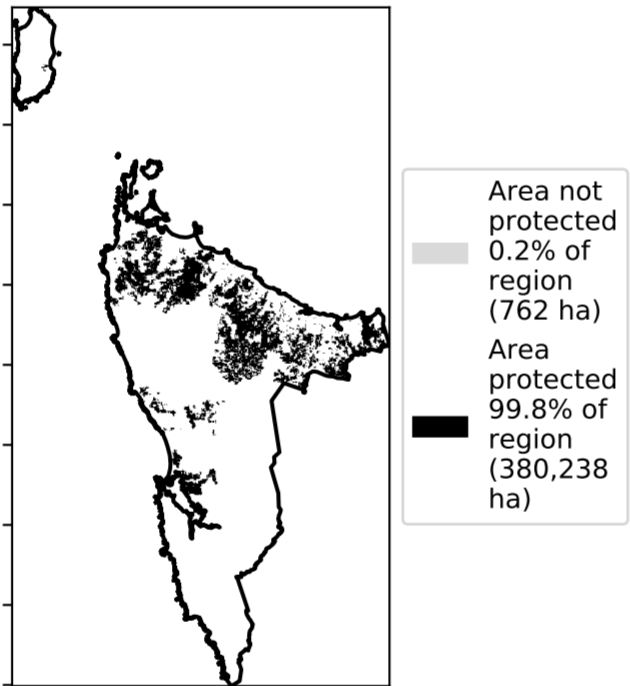 Area not
protected
0.2% of
region
(762 ha)
Area
protected
99.8% of
region
(380,238
ha)